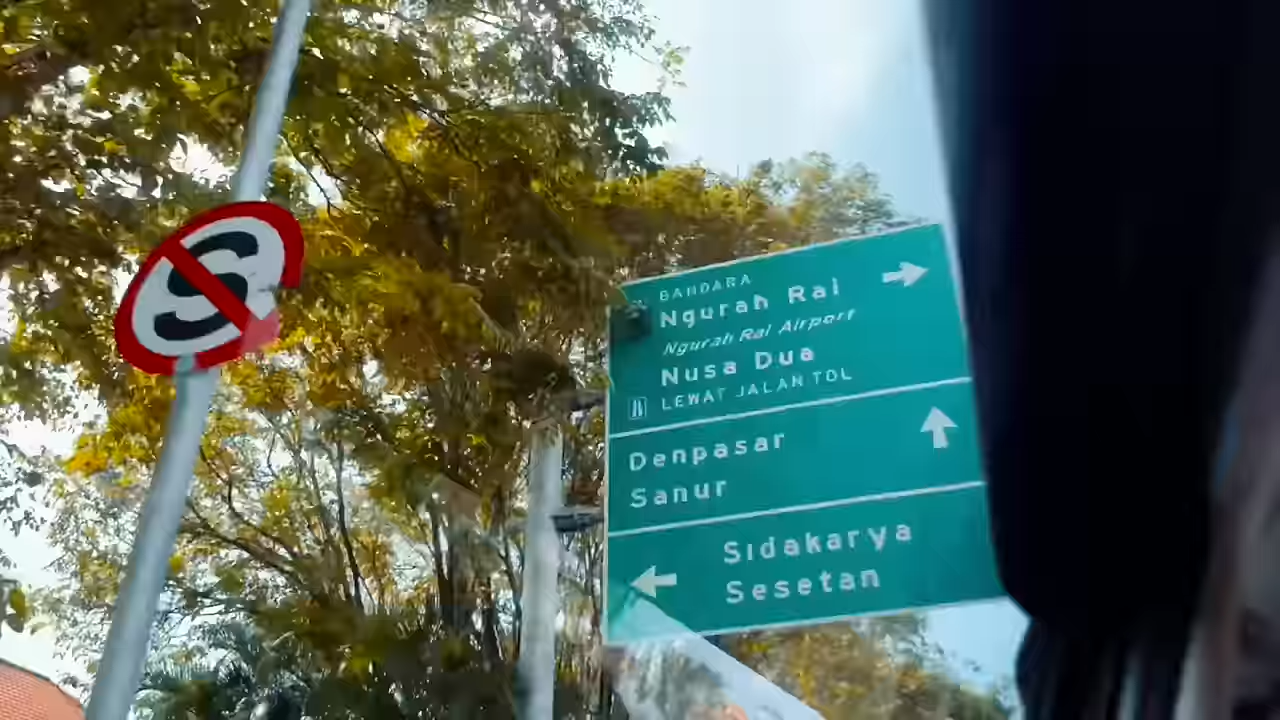 S
BANDARA
Ngurah Rai
Ngurah Rai Airport
Nusa Dua
LEWAT JALAN TOL
Denpasar
Sanur
Sidakarya
Sesetan